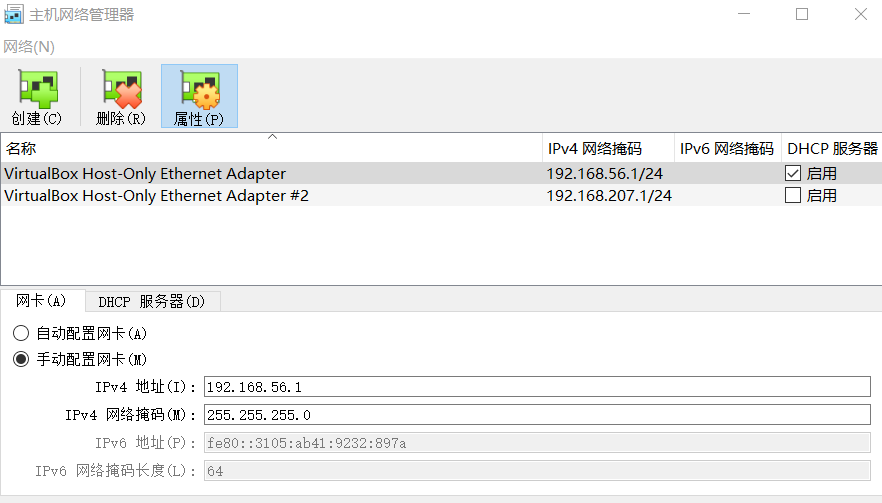 主机网络管理器
网络(N)
创建(C) 删除(R) 属性(P)
名称 IPv4 网络掩码 IPv6 网络掩码 DHCP 服务器
VirtualBox Host-Only Ethernet Adapter 192.168.56.1/24 启用
VirtualBox Host-Only Ethernet Adapter #2 192.168.207.1/24 启用
网卡(A) DHCP 服务器(D)
自动配置网卡(A)
手动配置网卡(M)
IPv4 地址(I): 192.168.56.1
IPv4 网络掩码(M): 255.255.255.0
IPv6 地址(P): fe80::3105:ab41:9232:897a
IPv6 网络掩码长度(L): 64